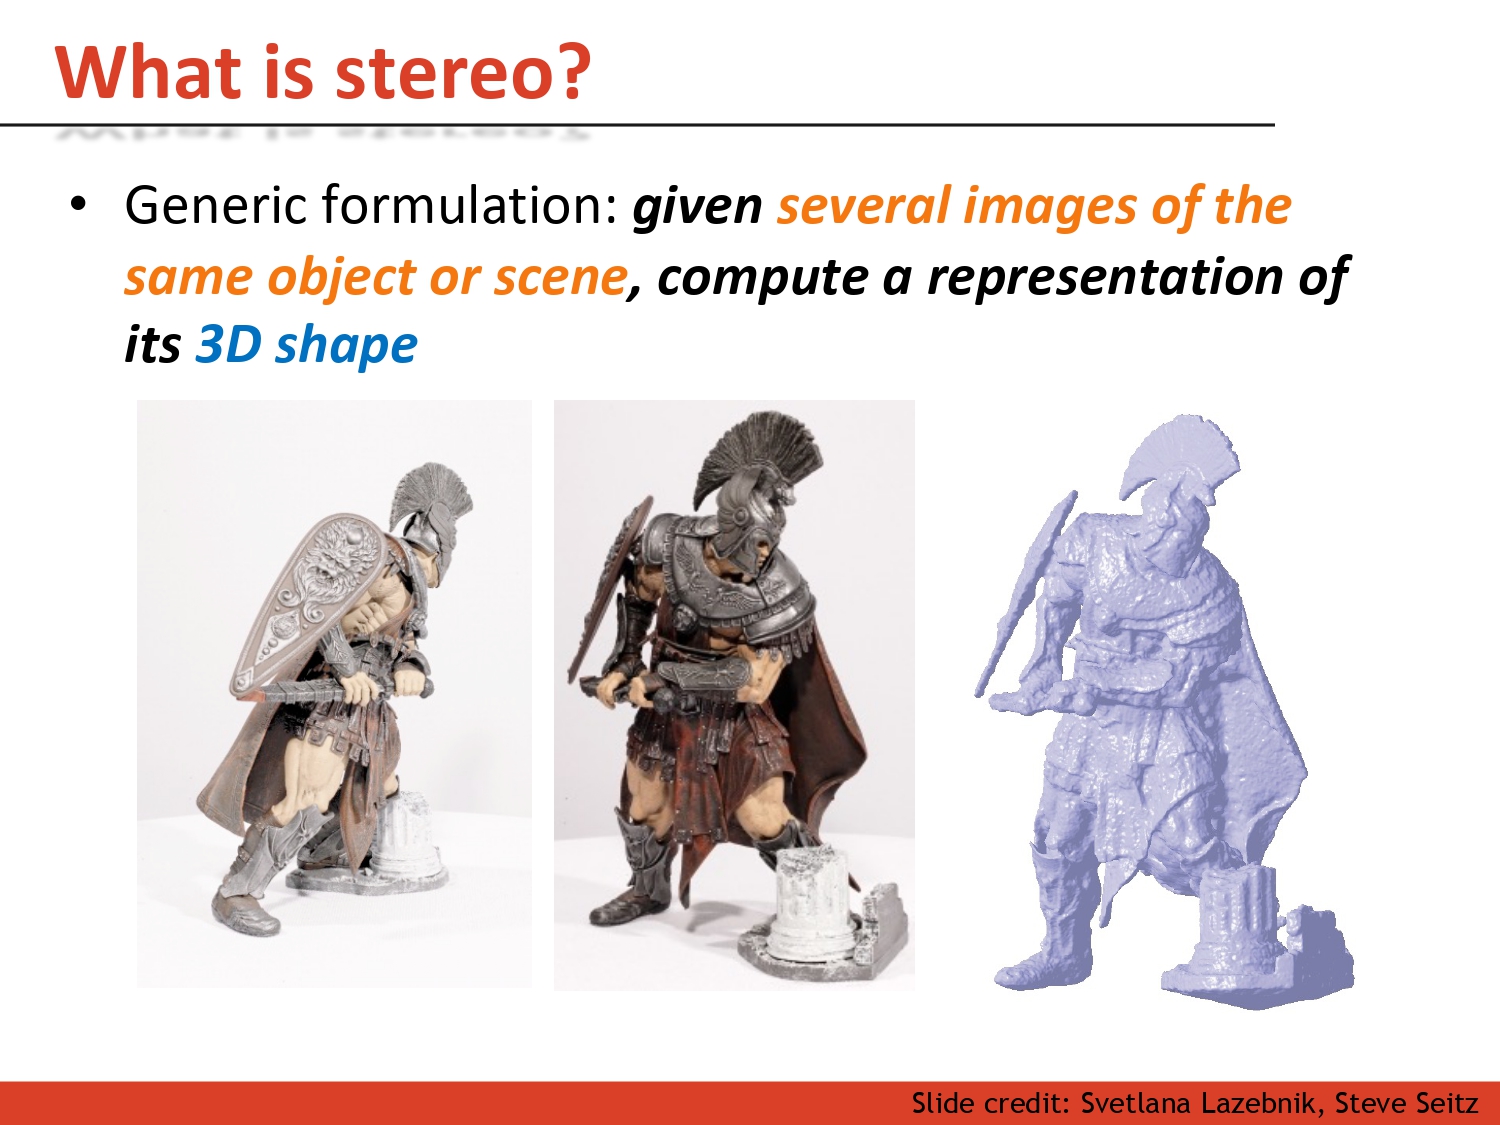 What is stereo?
• Generic formulation: given several images of the
same object or scene, compute a representation of
its 3D shape
Slide credit: Svetlana Lazebnik, Steve Seitz